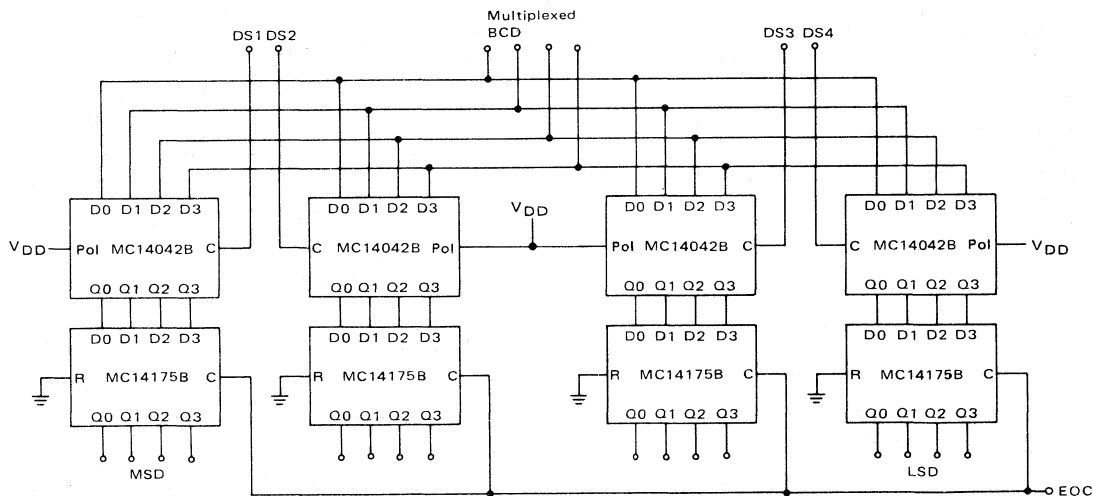 Multiplexed
BCD
DS1 DS2
DS3 DS4
D0 D1 D2 D3
D0 D1 D2 D3
D0 D1 D2 D3
D0 D1 D2 D3
VDD
VDD Pol MC14042B C
C MC14042B Pol
Pol MC14042B C
C MC14042B Pol VDD
Q0 Q1 Q2 Q3
Q0 Q1 Q2 Q3
Q0 Q1 Q2 Q3
Q0 Q1 Q2 Q3
D0 D1 D2 D3
D0 D1 D2 D3
D0 D1 D2 D3
D0 D1 D2 D3
R MC14175B C
R MC14175B C
R MC14175B C
R MC14175B C
Q0 Q1 Q2 Q3
Q0 Q1 Q2 Q3
Q0 Q1 Q2 Q3
Q0 Q1 Q2 Q3
MSD
LSD
EOC